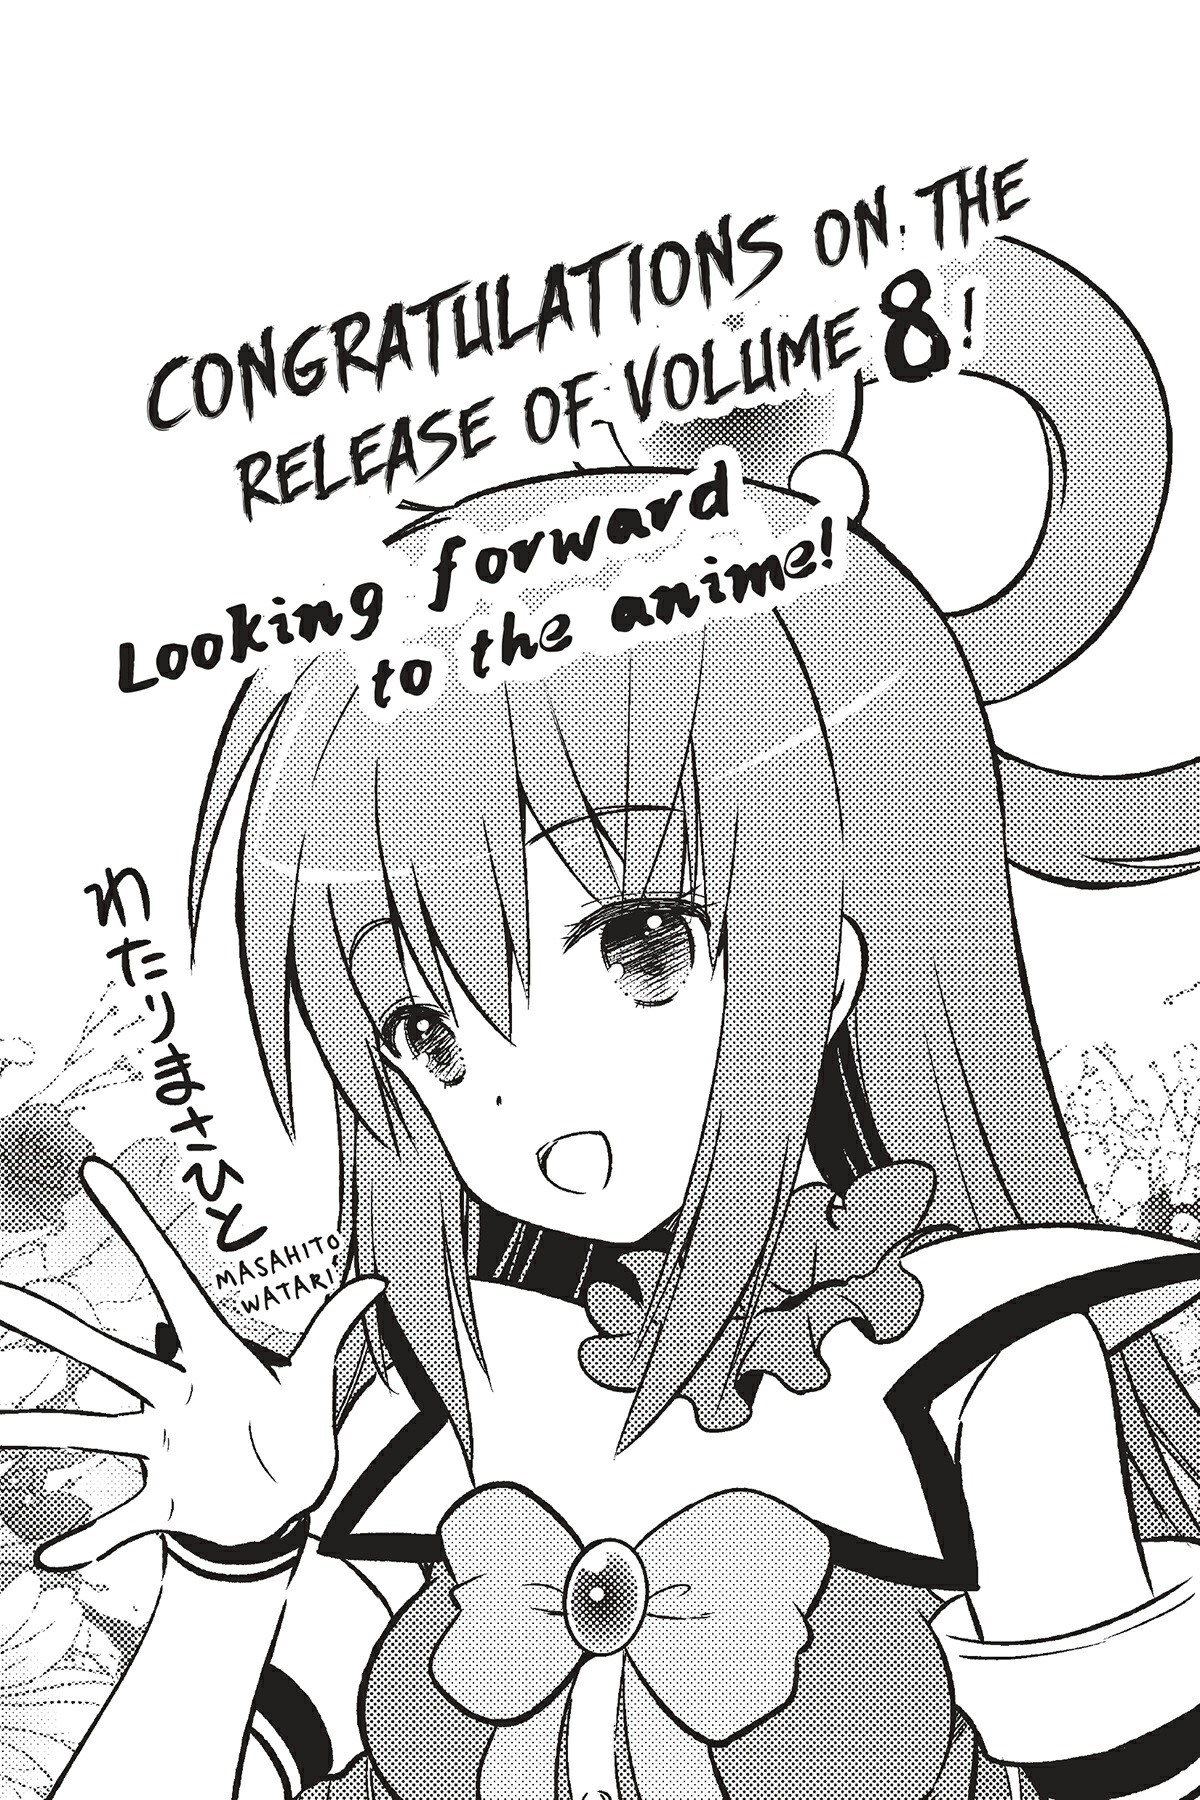 CONGRATULATIONS ON THE
RELEASE OF VOLUME 8!
Looking forward
to the anime!
わたりまさひと
MASAHITO
WATARI